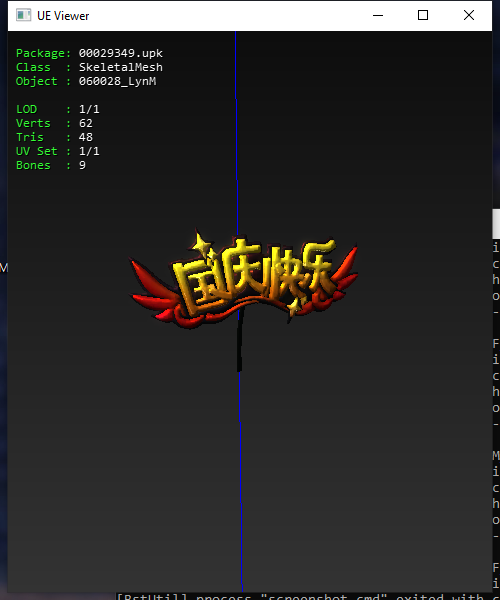 UE Viewer
Package: 00029349.upk
Class : SkeletalMesh
Object : 060028_LynM
LOD : 1/1
Verts : 62
Tris : 48
UV Set : 1/1
Bones : 9
国庆快乐
M
i
c
h
o
-
F
i
c
h
o
-
M
i
c
h
o
-
F
i